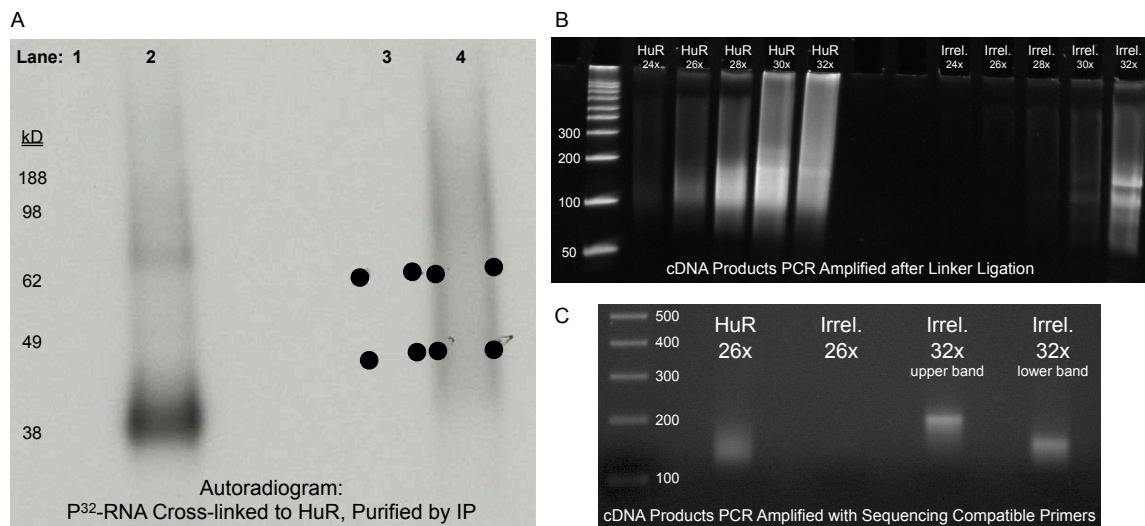 A
Lane: 1 2 3 4
kD
188
98
62
49
38
Autoradiogram:
P32-RNA Cross-linked to HuR, Purified by IP
B
HuR HuR HuR HuR HuR Irrel. Irrel. Irrel. Irrel. Irrel.
24x 26x 28x 30x 32x 24x 26x 28x 30x 32x
300
200
100
50
cDNA Products PCR Amplified after Linker Ligation
C
500
400
300
200
100
HuR Irrel. Irrel. Irrel.
26x 26x 32x 32x
upper band lower band
cDNA Products PCR Amplified with Sequencing Compatible Primers